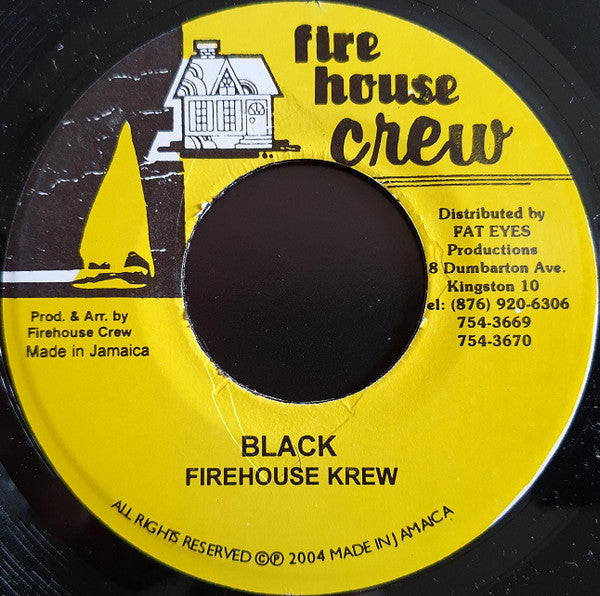 fire
house
crew
Distributed by
FAT EYES
Productions
8 Dumbarton Ave.
Kingston 10
el: (876) 920-6306
754-3669
754-3670
Prod. & Arr. by
Firehouse Crew
Made in Jamaica
BLACK
FIREHOUSE KREW
ALL RIGHTS RESERVED ©℗ 2004 MADE IN JAMAICA